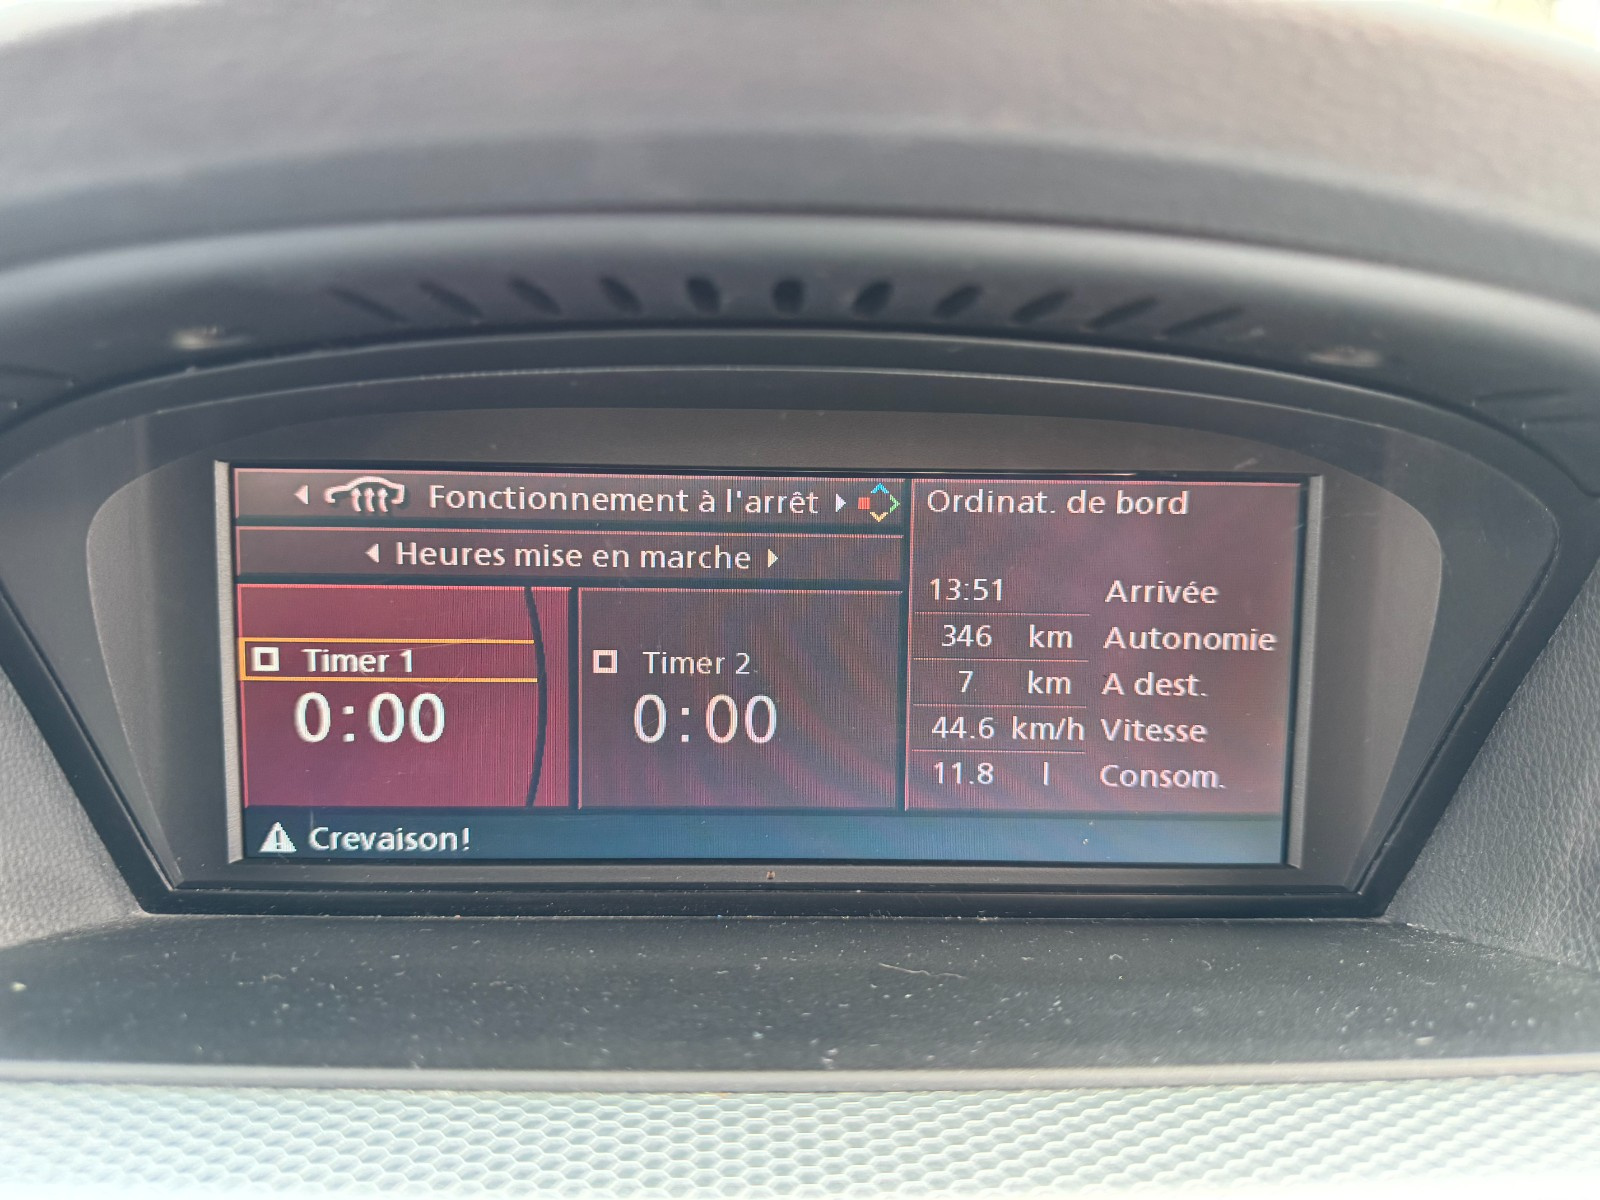 Fonctionnement à l'arrêt
Heures mise en marche
Timer 1
0:00
Timer 2
0:00
Ordinat. de bord
13:51 Arrivée
346 km Autonomie
7 km A dest.
44.6 km/h Vitesse
11.8 l Consom.
Crevaison!